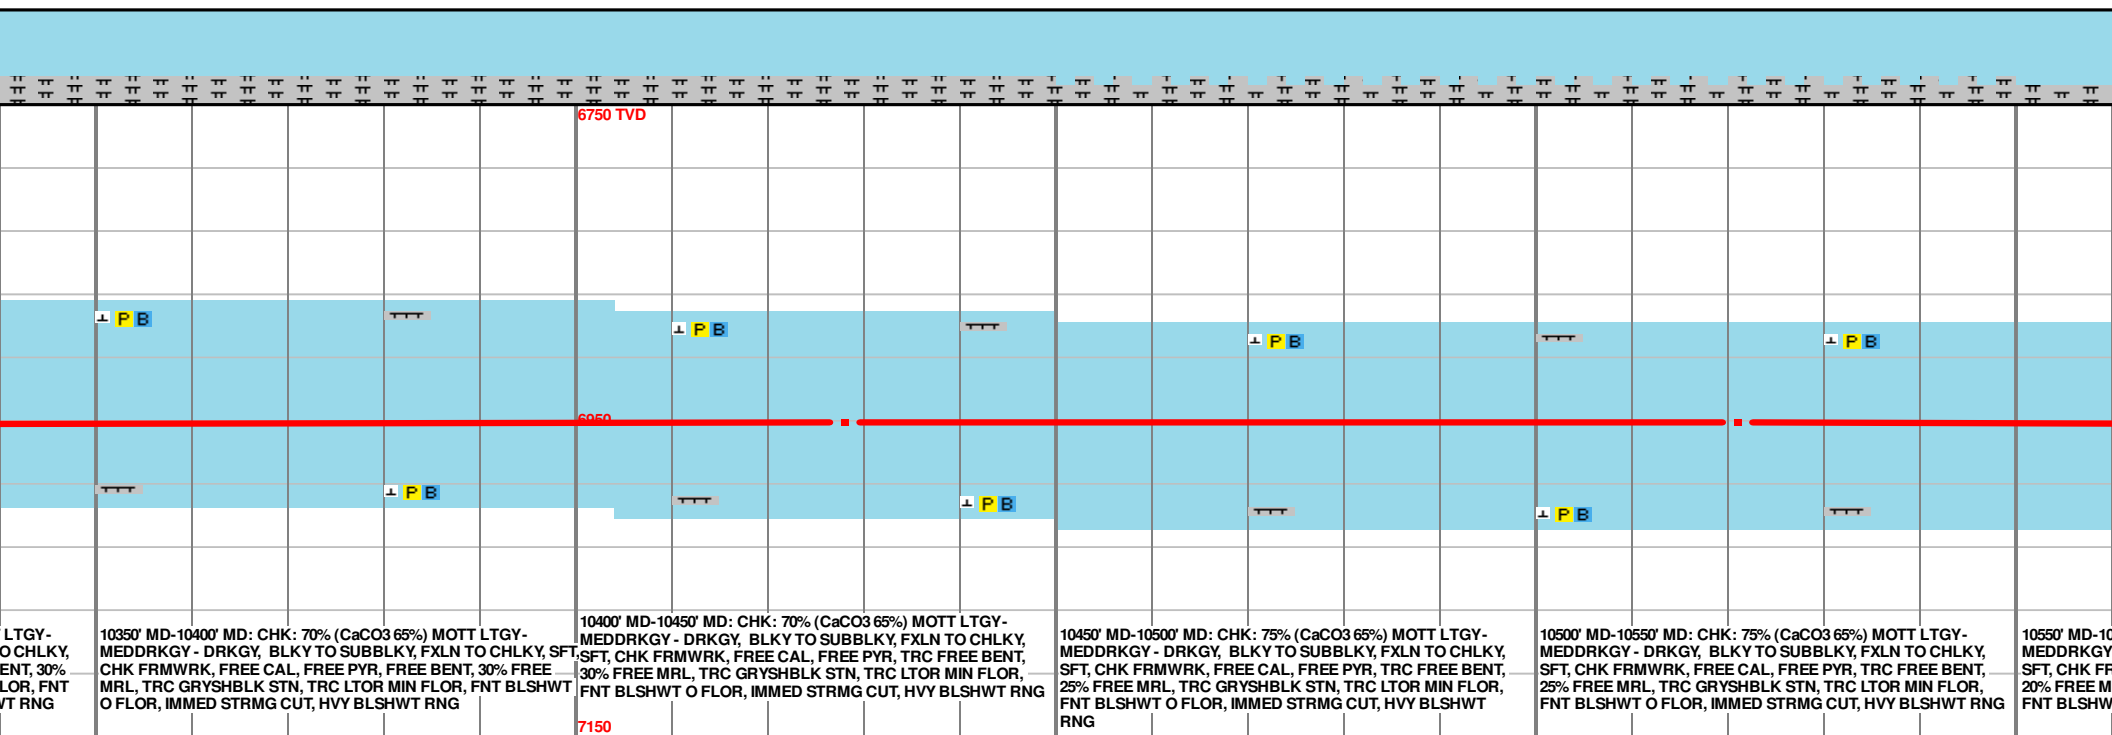 6750 TVD
P B
P B
P B
P B
6950
P B
P B
P B
LTGY-
O CHLKY,
ENT, 30%
LOR, FNT
WT RNG
10350' MD-10400' MD: CHK: 70% (CaCO3 65%) MOTT LTGY-
MEDDRKGY - DRKGY, BLKY TO SUBBLKY, FXLN TO CHLKY, SFT,
CHK FRMWRK, FREE CAL, FREE PYR, FREE BENT, 30% FREE
MRL, TRC GRYSHBLK STN, TRC LTOR MIN FLOR, FNT BLSHWT
O FLOR, IMMED STRMG CUT, HVY BLSHWT RNG
10400' MD-10450' MD: CHK: 70% (CaCO3 65%) MOTT LTGY-
MEDDRKGY - DRKGY, BLKY TO SUBBLKY, FXLN TO CHLKY,
SFT, CHK FRMWRK, FREE CAL, FREE PYR, TRC FREE BENT,
30% FREE MRL, TRC GRYSHBLK STN, TRC LTOR MIN FLOR,
FNT BLSHWT O FLOR, IMMED STRMG CUT, HVY BLSHWT RNG
10450' MD-10500' MD: CHK: 75% (CaCO3 65%) MOTT LTGY-
MEDDRKGY - DRKGY, BLKY TO SUBBLKY, FXLN TO CHLKY,
SFT, CHK FRMWRK, FREE CAL, FREE PYR, TRC FREE BENT,
25% FREE MRL, TRC GRYSHBLK STN, TRC LTOR MIN FLOR,
FNT BLSHWT O FLOR, IMMED STRMG CUT, HVY BLSHWT
RNG
10500' MD-10550' MD: CHK: 75% (CaCO3 65%) MOTT LTGY-
MEDDRKGY - DRKGY, BLKY TO SUBBLKY, FXLN TO CHLKY,
SFT, CHK FRMWRK, FREE CAL, FREE PYR, TRC FREE BENT,
25% FREE MRL, TRC GRYSHBLK STN, TRC LTOR MIN FLOR,
FNT BLSHWT O FLOR, IMMED STRMG CUT, HVY BLSHWT RNG
10550' MD-10
MEDDRKGY
SFT, CHK FR
20% FREE M
FNT BLSHW
7150